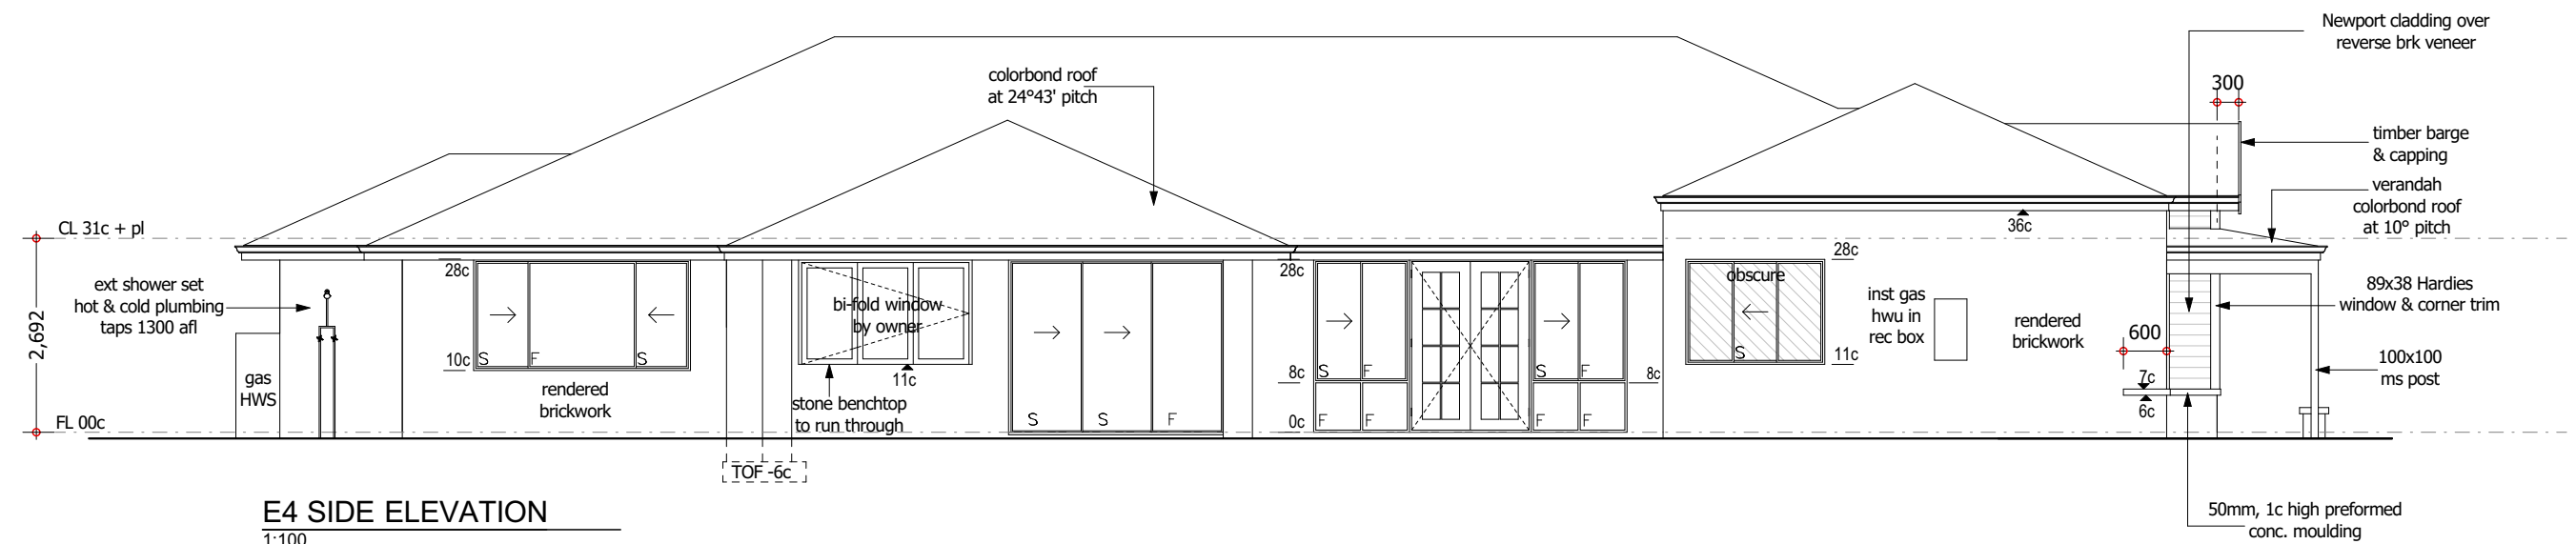 Newport cladding over
reverse brk veneer
colorbond roof
at 24°43' pitch
300
timber barge
& capping
verandah
colorbond roof
at 10° pitch
CL 31c + pl
36c
28c
28c
28c
ext shower set
hot & cold plumbing
taps 1300 afl
2,692
bi-fold window
by owner
obscure
inst gas
hwu in
rec box
rendered
brickwork
89x38 Hardies
window & corner trim
600
10c
S F S
11c
S
11c
100x100
ms post
gas
HWS
rendered
brickwork
stone benchtop
to run through
8c
S F
S F
8c
7c
6c
FL 00c
S S F
0c
F F
F F
TOF -6c
E4 SIDE ELEVATION
1:100
50mm, 1c high preformed
conc. moulding